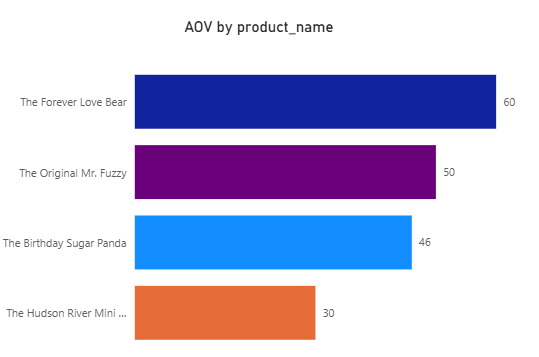 AOV by product_name
The Forever Love Bear 60
The Original Mr. Fuzzy 50
The Birthday Sugar Panda 46
The Hudson River Mini ... 30